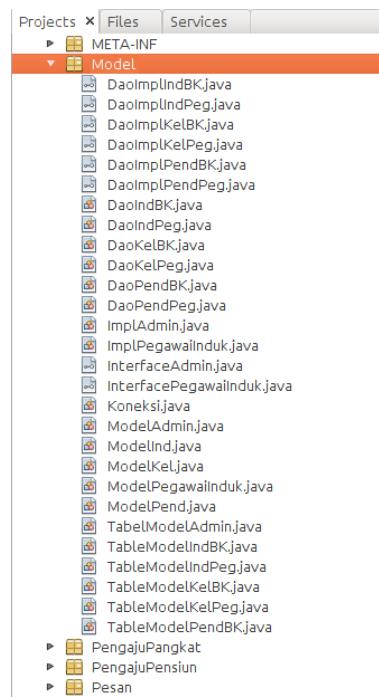 Projects × Files Services
META-INF
Model
DaoImplIndBK.java
DaoImplIndPeg.java
DaoImplKelBK.java
DaoImplKelPeg.java
DaoImplPendBK.java
DaoImplPendPeg.java
DaoIndBK.java
DaoIndPeg.java
DaoKelBK.java
DaoKelPeg.java
DaoPendBK.java
DaoPendPeg.java
ImplAdmin.java
ImplPegawaiInduk.java
InterfaceAdmin.java
InterfacePegawaiInduk.java
Koneksi.java
ModelAdmin.java
ModelInd.java
ModelKel.java
ModelPegawaiInduk.java
ModelPend.java
TabelModelAdmin.java
TableModelIndBK.java
TableModelIndPeg.java
TableModelKelBK.java
TableModelKelPeg.java
TableModelPendBK.java
PengajuPangkat
PengajuPensiun
Pesan